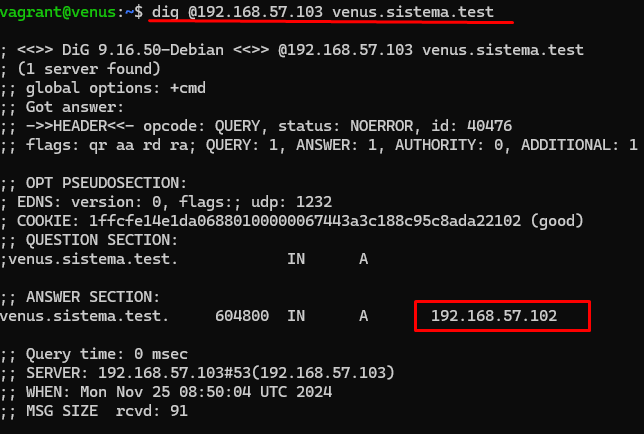 vagrant@venus:~$ dig @192.168.57.103 venus.sistema.test
; <<>> DiG 9.16.50-Debian <<>> @192.168.57.103 venus.sistema.test
; (1 server found)
;; global options: +cmd
;; Got answer:
;; ->>HEADER<<- opcode: QUERY, status: NOERROR, id: 40476
;; flags: qr aa rd ra; QUERY: 1, ANSWER: 1, AUTHORITY: 0, ADDITIONAL: 1
;; OPT PSEUDOSECTION:
; EDNS: version: 0, flags:; udp: 1232
; COOKIE: 1ffcfe14e1da06880100000067443a3c188c95c8ada22102 (good)
;; QUESTION SECTION:
;venus.sistema.test. IN A
;; ANSWER SECTION:
venus.sistema.test. 604800 IN A 192.168.57.102
;; Query time: 0 msec
;; SERVER: 192.168.57.103#53(192.168.57.103)
;; WHEN: Mon Nov 25 08:50:04 UTC 2024
;; MSG SIZE rcvd: 91